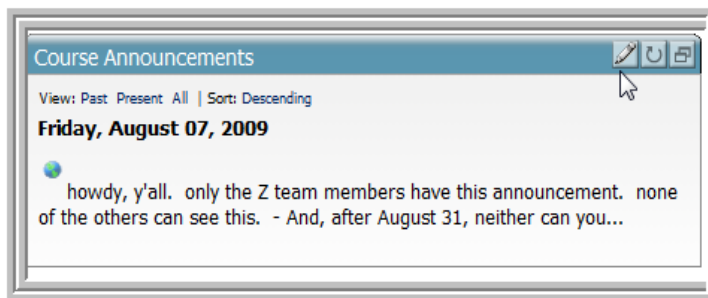 Course Announcements
View: Past Present All | Sort: Descending
Friday, August 07, 2009
howdy, y'all. only the Z team members have this announcement. none
of the others can see this. - And, after August 31, neither can you...